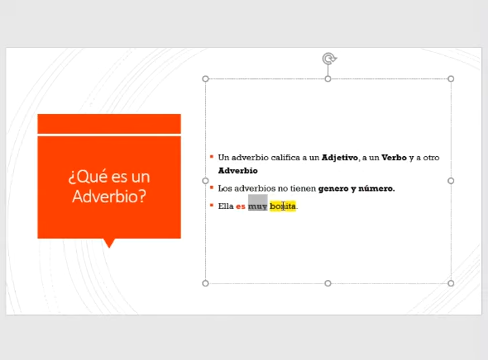 ¿Qué es un
Adverbio?
Un adverbio califica a un Adjetivo, a un Verbo y a otro
Adverbio
Los adverbios no tienen genero y número.
Ella es muy bonita.